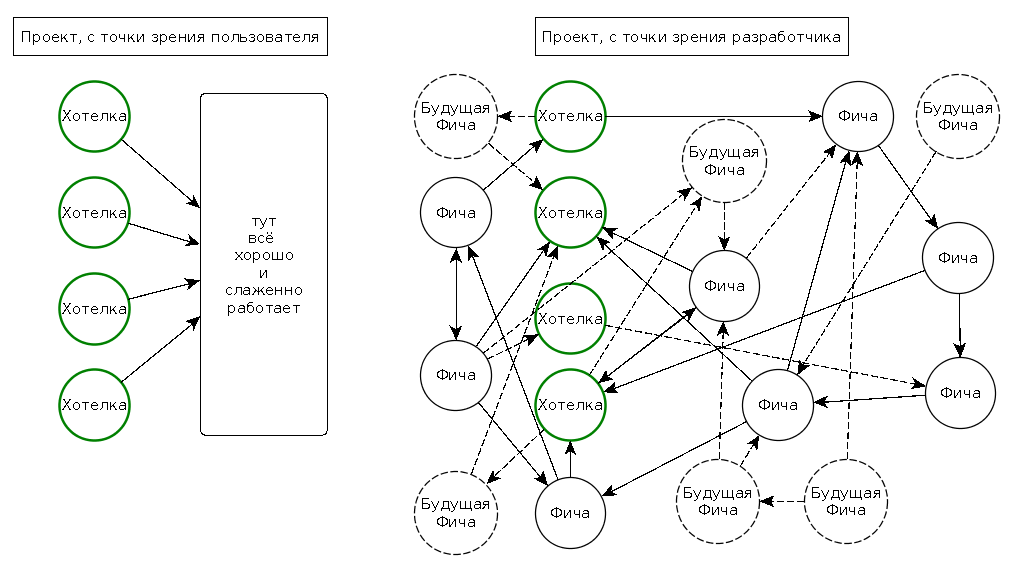 Проект, с точки зрения пользователя
Хотелка
Хотелка
Хотелка
Хотелка
тут
всё
хорошо
и
слаженно
работает
Проект, с точки зрения разработчика
Будущая
Фича
Хотелка
Фича
Будущая
Фича
Будущая
Фича
Фича
Хотелка
Фича
Фича
Хотелка
Фича
Фича
Хотелка
Фича
Будущая
Фича
Фича
Будущая
Фича
Будущая
Фича